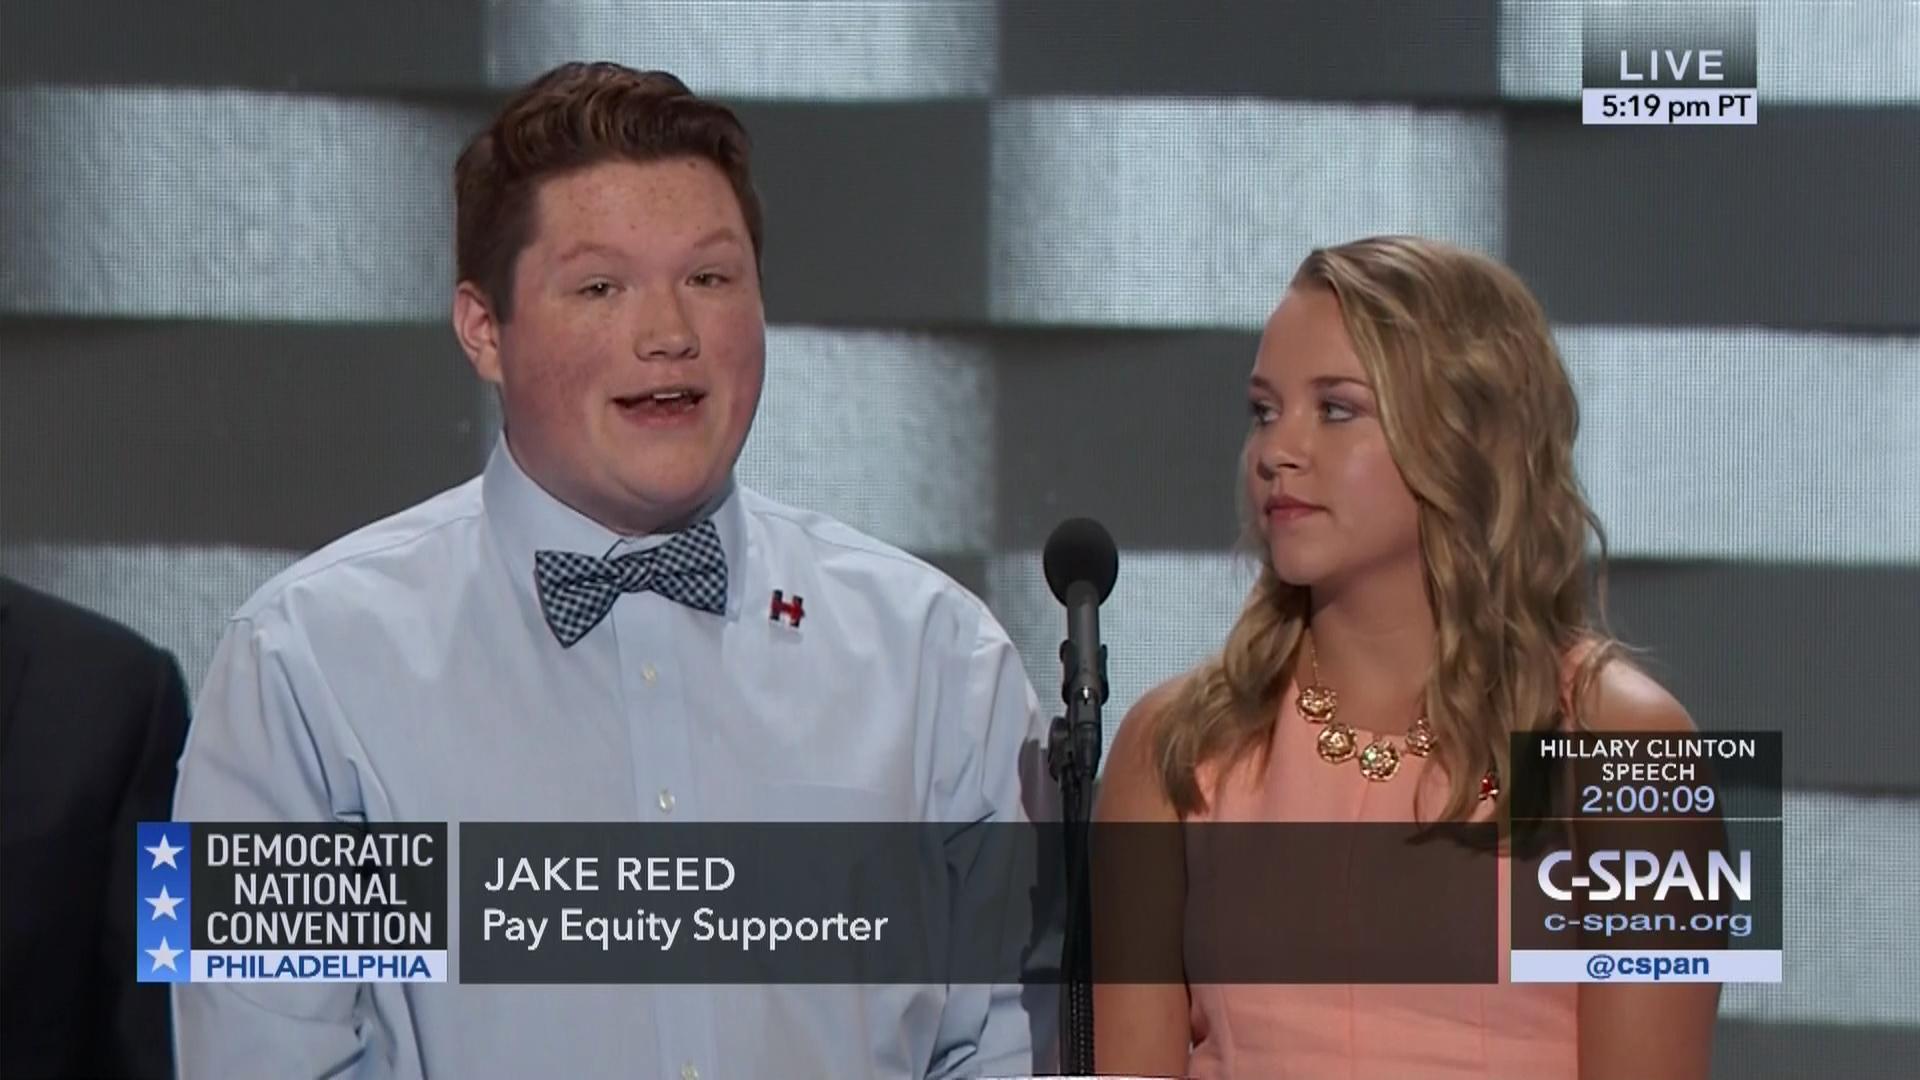 LIVE
5:19 pm PT
H
HILLARY CLINTON
SPEECH
2:00:09
DEMOCRATIC
NATIONAL
CONVENTION
PHILADELPHIA
JAKE REED
Pay Equity Supporter
C-SPAN
c-span.org
@cspan